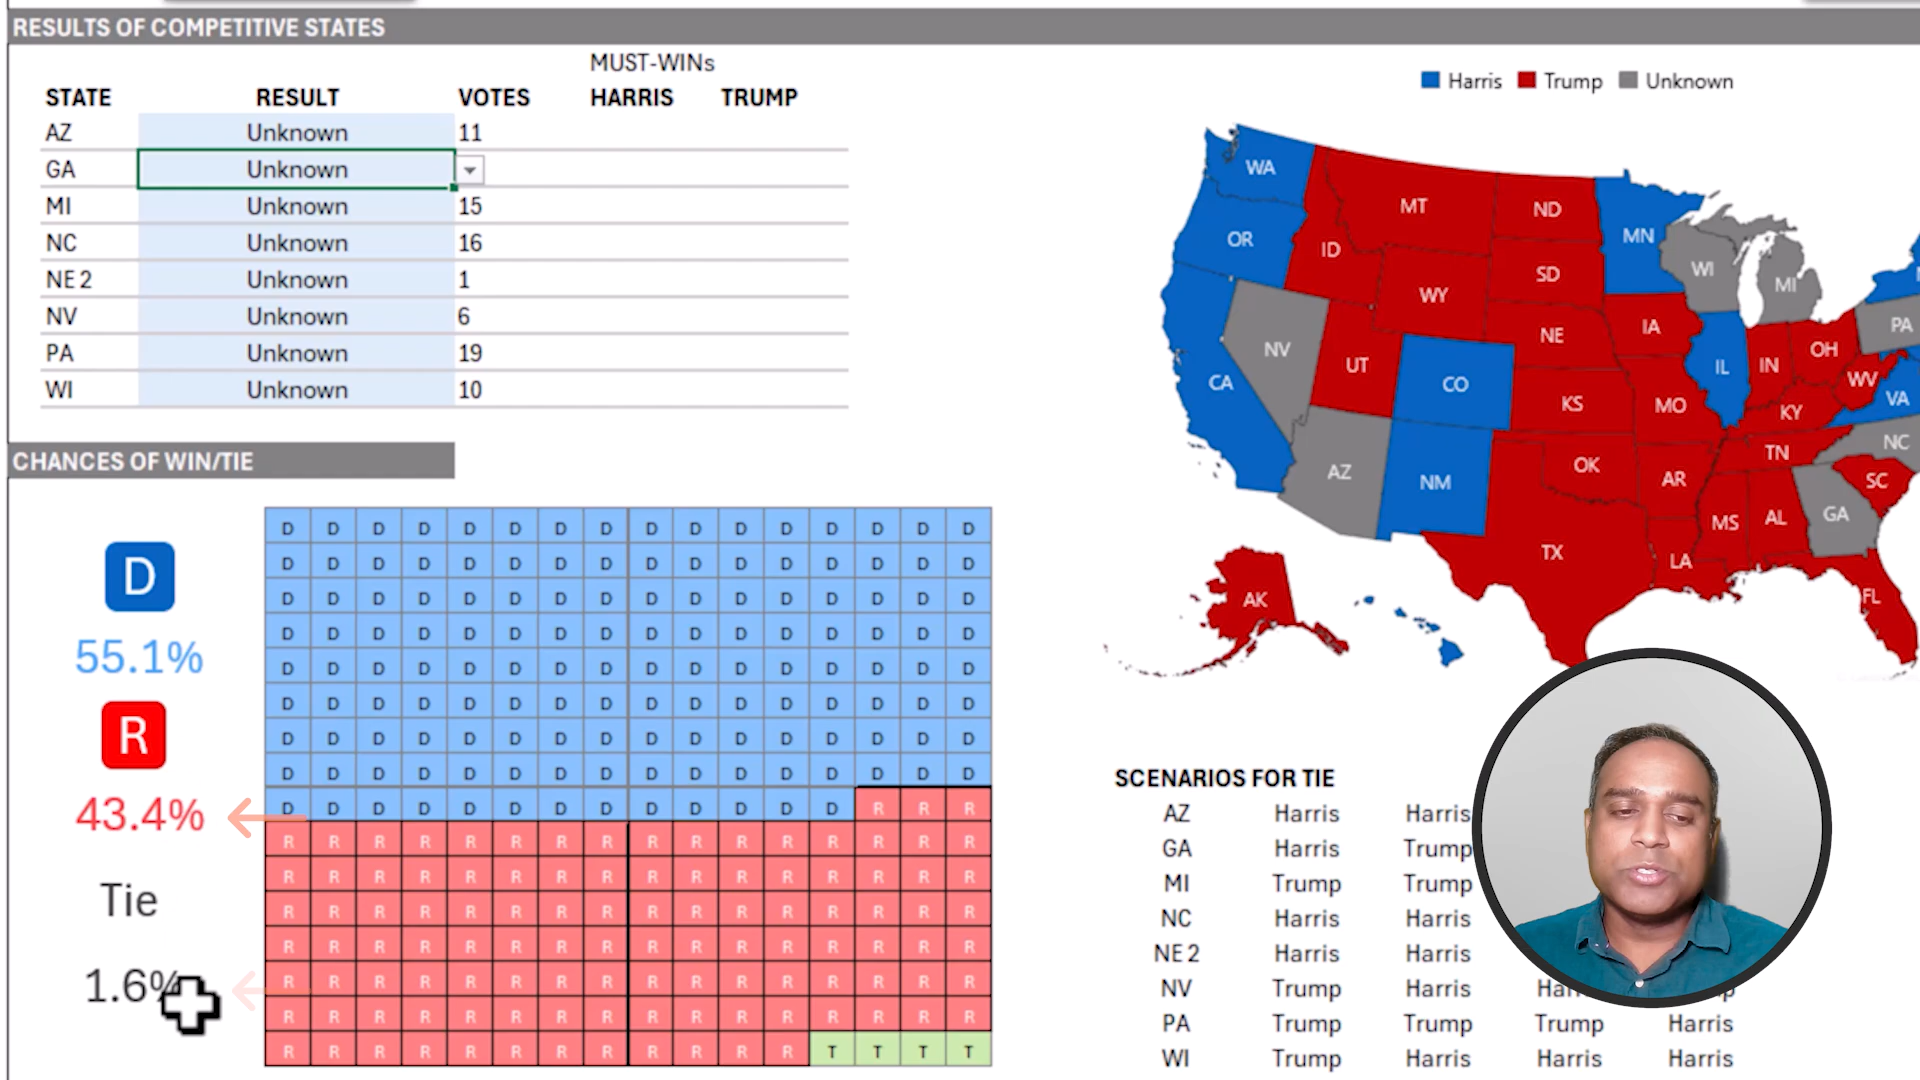 RESULTS OF COMPETITIVE STATES
MUST-WINs
STATE RESULT VOTES HARRIS TRUMP
AZ Unknown 11
GA Unknown
MI Unknown 15
NC Unknown 16
NE 2 Unknown 1
NV Unknown 6
PA Unknown 19
WI Unknown 10
Harris Trump Unknown
WA
MT
ND
OR
ID
MN
SD
WY
WI
MI
NE
IA
PA
NV
UT
CA
CO
IL
IN
OH
WV
VA
KS
MO
KY
NC
AZ
NM
OK
TN
AR
SC
MS
AL
GA
TX
LA
FL
AK
CHANCES OF WIN/TIE
D
55.1%
R
43.4%
Tie
1.6%
D D D D D D D D D D D D D D D D
D D D D D D D D D D D D D D D D
D D D D D D D D D D D D D D D D
D D D D D D D D D D D D D D D D
D D D D D D D D D D D D D D D D
D D D D D D D D D D D D D D D D
D D D D D D D D D D D D D D D D
D D D D D D D D D D D D D D D D
D D D D D D D D D D D D D R R R
R R R R R R R R R R R R R R R R
R R R R R R R R R R R R R R R R
R R R R R R R R R R R R R R R R
R R R R R R R R R R R R R R R R
R R R R R R R R R R R R R R R R
R R R R R R R R R R R R R R R R
R R R R R R R R R R R R T T T T
SCENARIOS FOR TIE
AZ Harris Harris
GA Harris Trump
MI Trump Trump
NC Harris Harris
NE 2 Harris Harris
NV Trump Harris
PA Trump Trump Trump Harris
WI Trump Harris Harris Harris